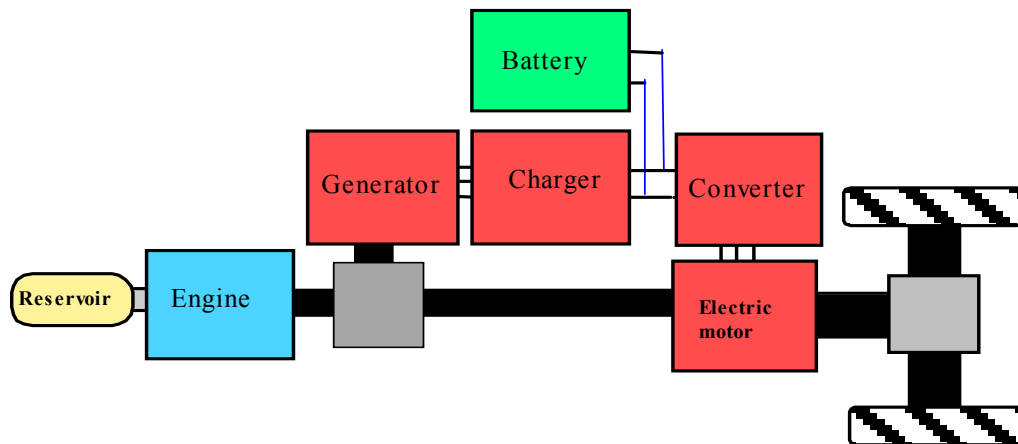 Battery
Generator
Charger
Converter
Reservoir
Engine
Electric
motor